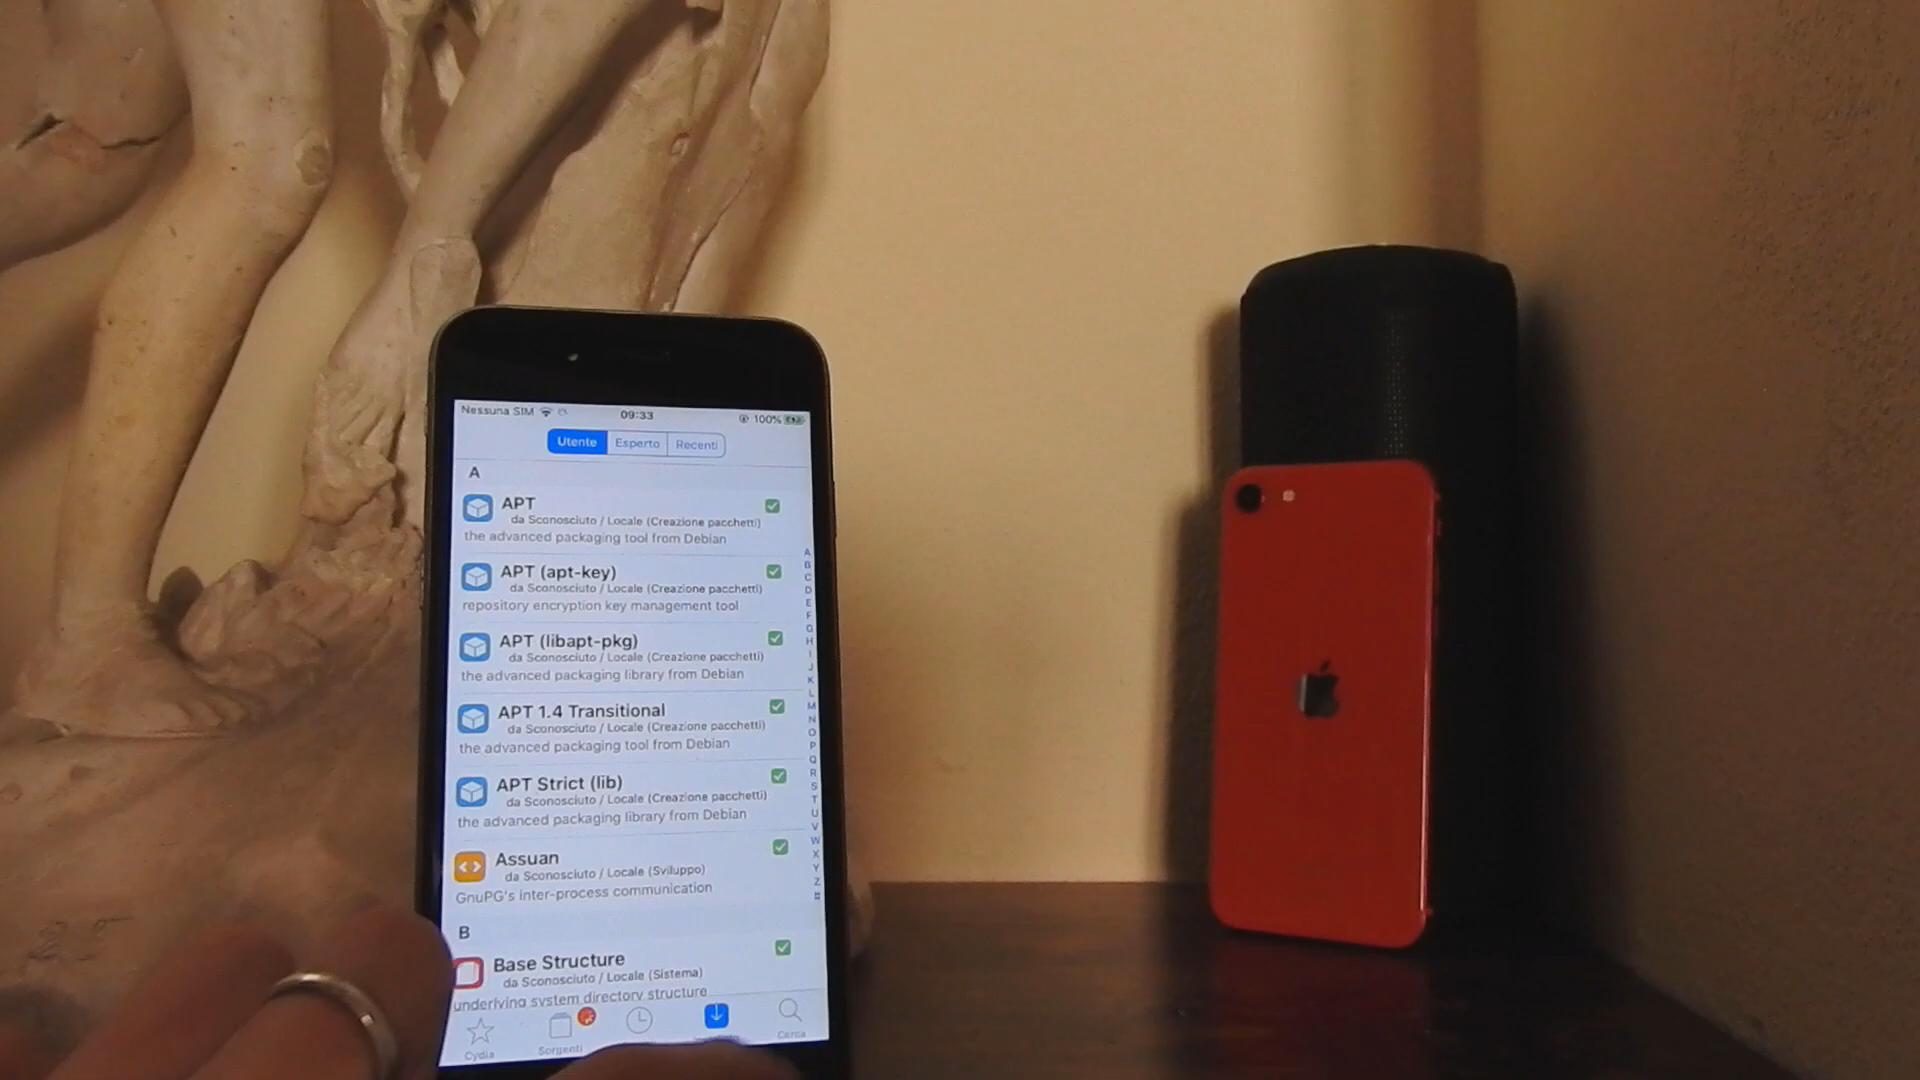 Nessuna SIM
09:33
100%
Utente
Esperto
Recenti
A
APT
da Sconosciuto / Locale (Creazione pacchetti)
the advanced packaging tool from Debian
APT (apt-key)
da Sconosciuto / Locale (Creazione pacchetti)
repository encryption key management tool
APT (libapt-pkg)
da Sconosciuto / Locale (Creazione pacchetti)
the advanced packaging library from Debian
APT 1.4 Transitional
da Sconosciuto / Locale (Creazione pacchetti)
the advanced packaging tool from Debian
APT Strict (lib)
da Sconosciuto / Locale (Creazione pacchetti)
the advanced packaging library from Debian
Assuan
da Sconosciuto / Locale (Sviluppo)
GnuPG's inter-process communication
B
Base Structure
da Sconosciuto / Locale (Sistema)
underlying system directory structure
A
B
C
D
E
F
G
H
I
J
K
L
M
N
O
P
Q
R
S
T
U
V
W
X
Y
Z
#
Cydia
Sorgenti
Cerca